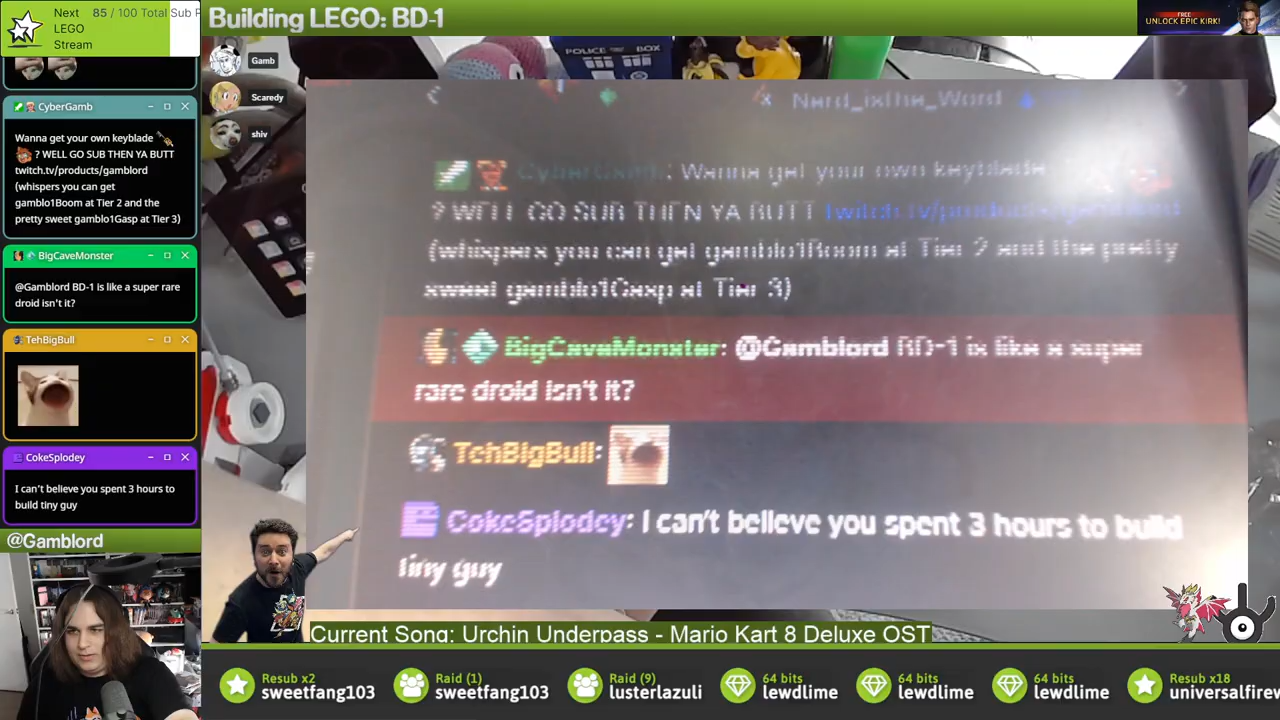 Next
LEGO
Stream
85 / 100 Total Sub P
Building LEGO: BD-1
FREE
UNLOCK EPIC KIRK!
POLICE BOX
Gamb
Scaredy
shiv
CyberGamb
Wanna get your own keyblade
? WELL GO SUB THEN YA BUTT
twitch.tv/products/gamblord
(whispers you can get
gamblo1Boom at Tier 2 and the
pretty sweet gamblo1Gasp at Tier 3)
BigCaveMonster
@Gamblord BD-1 is like a super rare
droid isn't it?
TehBigBull
CokeSplodey
I can't believe you spent 3 hours to
build tiny guy
Nerd_isThe_Word
CyberGamb: Wanna get your own keyblade
? WELL GO SUB THEN YA BUTT twitch.tv/products/gamblord
(whispers you can get gamblo1Boom at Tier 2 and the pretty
sweet gamblo1Gasp at Tier 3)
BigCaveMonster: @Gamblord BD-1 is like a super
rare droid isn't it?
TehBigBull:
CokeSplodey: I can't believe you spent 3 hours to build
tiny guy
@Gamblord
Current Song: Urchin Underpass - Mario Kart 8 Deluxe OST
Resub x2
sweetfang103
Raid (1)
sweetfang103
Raid (9)
lusterlazuli
64 bits
lewdlime
64 bits
lewdlime
64 bits
lewdlime
Resub x18
universalfirew